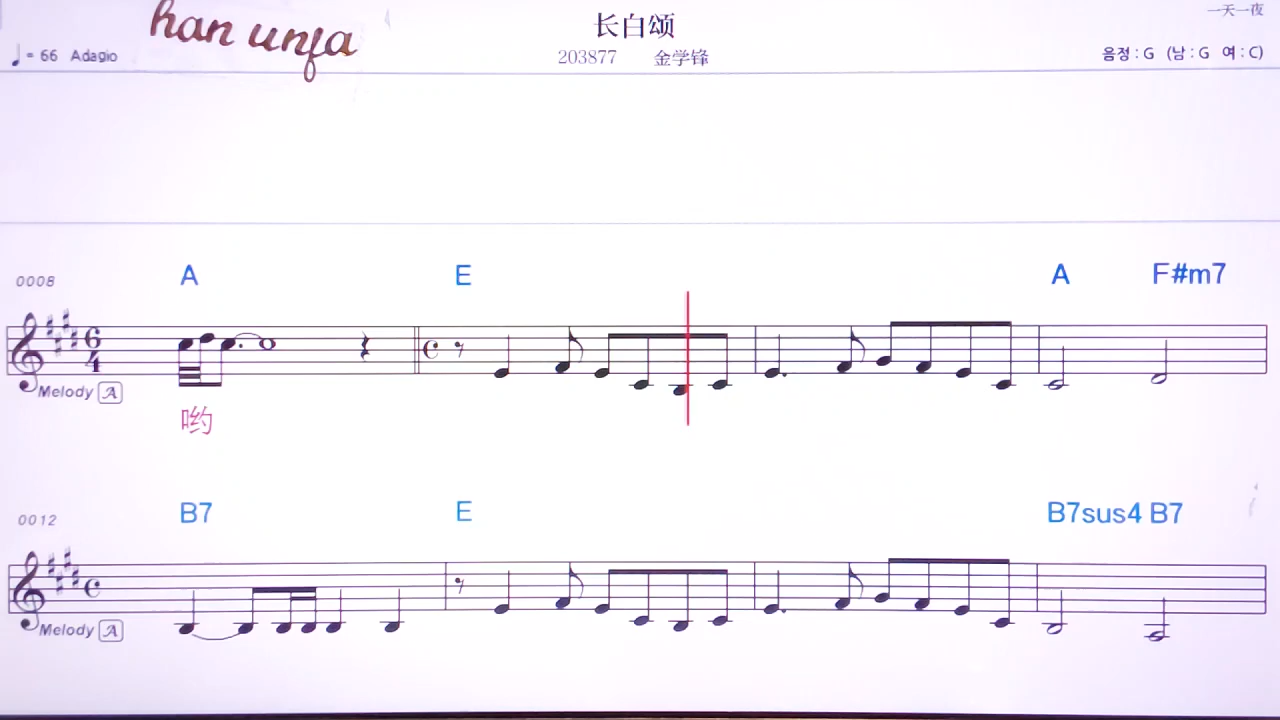 一天一夜
han unfa
长白颂
♩= 66 Adagio
203877 金学锋
음정 : G (남 : G 여 : C)
0008
A E A F#m7
6
4
Melody A
哟
0012
B7 E B7sus4 B7
Melody A